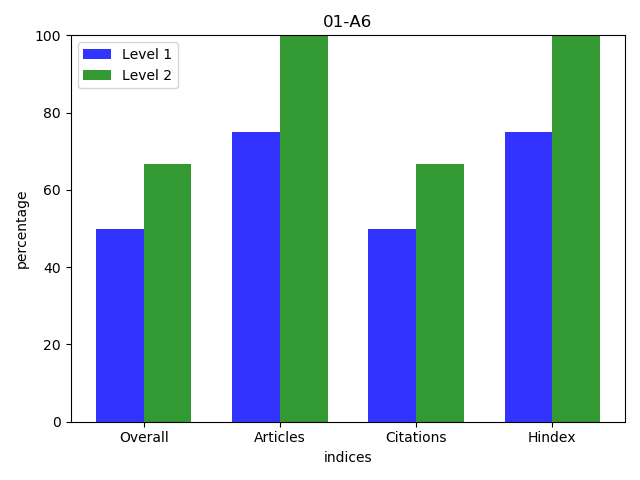 01-A6
Level 1
Level 2
100
80
60
40
20
0
percentage
Overall Articles Citations Hindex
indices